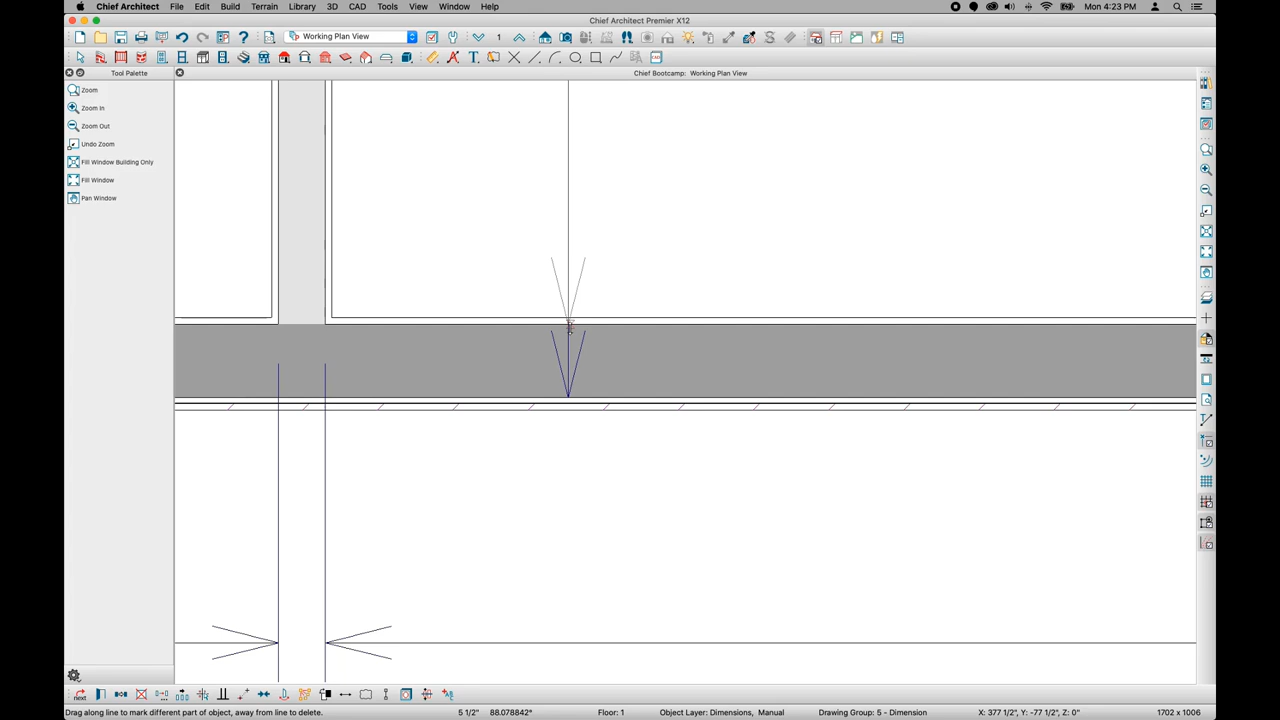 Chief Architect File Edit Build Terrain Library 3D CAD Tools View Window Help Mon 4:23 PM
Chief Architect Premier X12
Working Plan View 1
Tool Palette
Chief Bootcamp: Working Plan View
Zoom
Zoom In
Zoom Out
Undo Zoom
Fill Window Building Only
Fill Window
Pan Window
next
Drag along line to mark different part of object, away from line to delete. 5 1/2" 88.078842° Floor: 1 Object Layer: Dimensions, Manual Drawing Group: 5 - Dimension X: 377 1/2", Y: -77 1/2", Z: 0" 1702 x 1006